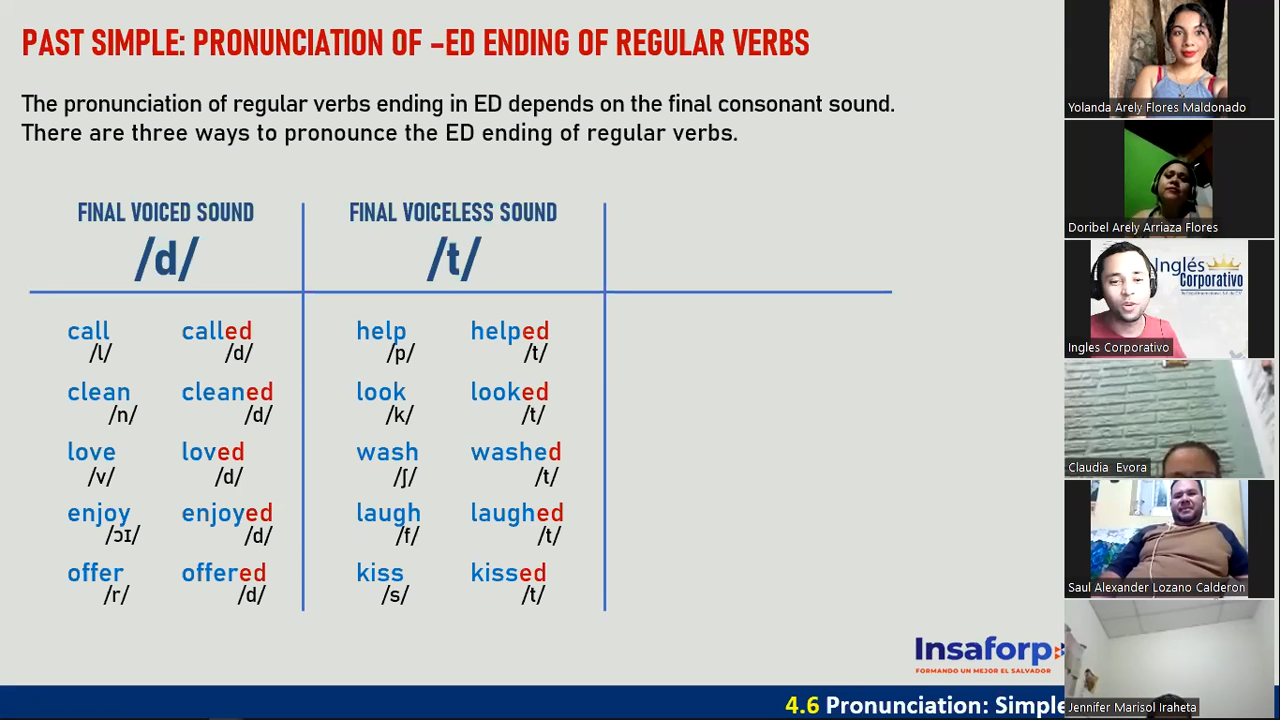 PAST SIMPLE: PRONUNCIATION OF -ED ENDING OF REGULAR VERBS
The pronunciation of regular verbs ending in ED depends on the final consonant sound.
There are three ways to pronounce the ED ending of regular verbs.
FINAL VOICED SOUND
/d/
FINAL VOICELESS SOUND
/t/
call called help helped
/l/ /d/ /p/ /t/
clean cleaned look looked
/n/ /d/ /k/ /t/
love loved wash washed
/v/ /d/ /ʃ/ /t/
enjoy enjoyed laugh laughed
/ɔɪ/ /d/ /f/ /t/
offer offered kiss kissed
/r/ /d/ /s/ /t/
Insaforp
FORMANDO UN MEJOR EL SALVADOR
4.6 Pronunciation: Simple
Yolanda Arely Flores Maldonado
Doribel Arely Arriaza Flores
Inglés
Corporativo
Ingles Corporativo
Claudia Evora
Saul Alexander Lozano Calderon
Jennifer Marisol Iraheta